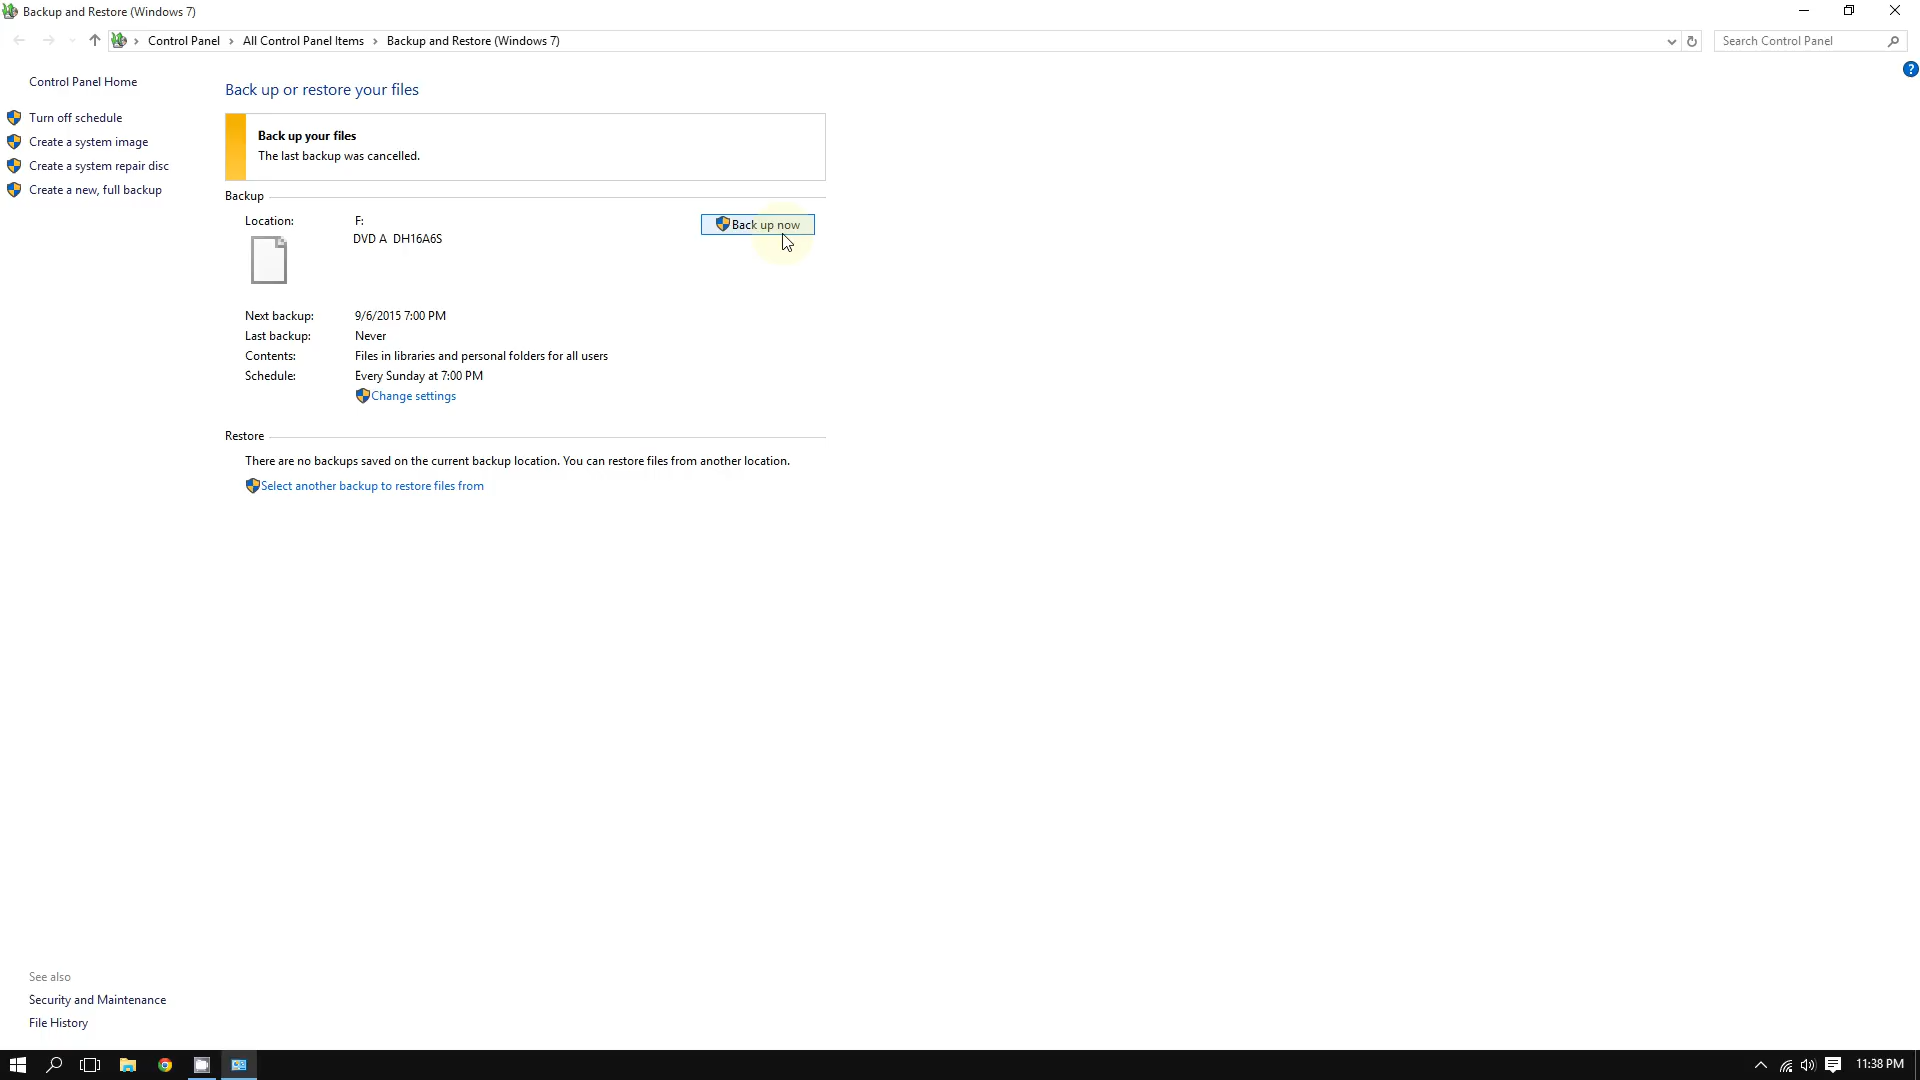 Backup and Restore (Windows 7)
Control Panel > All Control Panel Items > Backup and Restore (Windows 7)
Search Control Panel
?
Control Panel Home
Turn off schedule
Create a system image
Create a system repair disc
Create a new, full backup
Back up or restore your files
Back up your files
The last backup was cancelled.
Backup
Location: F:
DVD A DH16A6S
Back up now
Next backup: 9/6/2015 7:00 PM
Last backup: Never
Contents: Files in libraries and personal folders for all users
Schedule: Every Sunday at 7:00 PM
Change settings
Restore
There are no backups saved on the current backup location. You can restore files from another location.
Select another backup to restore files from
See also
Security and Maintenance
File History
11:38 PM